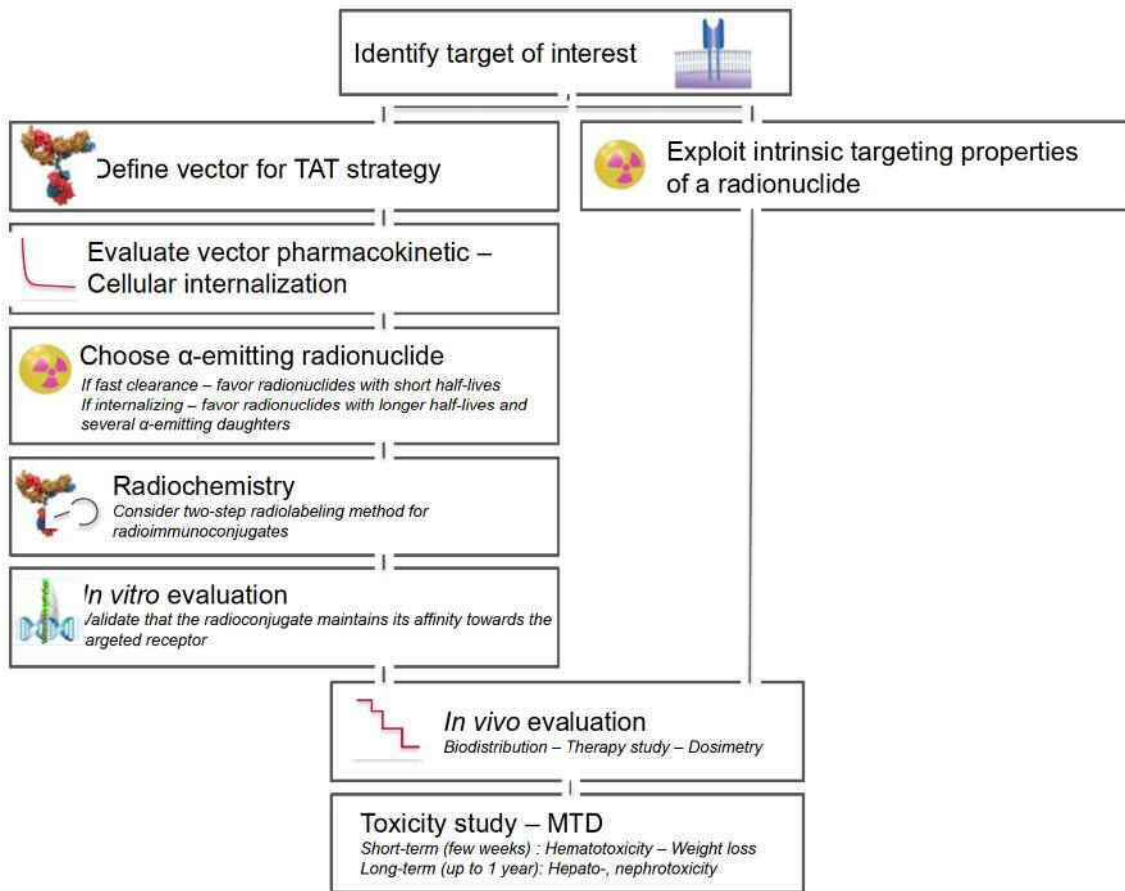 Identify target of interest
Define vector for TAT strategy
Exploit intrinsic targeting properties
of a radionuclide
Evaluate vector pharmacokinetic –
Cellular internalization
Choose α-emitting radionuclide
If fast clearance – favor radionuclides with short half-lives
If internalizing – favor radionuclides with longer half-lives and
several α-emitting daughters
Radiochemistry
Consider two-step radiolabeling method for
radioimmunoconjugates
In vitro evaluation
Validate that the radioconjugate maintains its affinity towards the
targeted receptor
In vivo evaluation
Biodistribution – Therapy study – Dosimetry
Toxicity study – MTD
Short-term (few weeks) : Hematotoxicity – Weight loss
Long-term (up to 1 year): Hepato-, nephrotoxicity